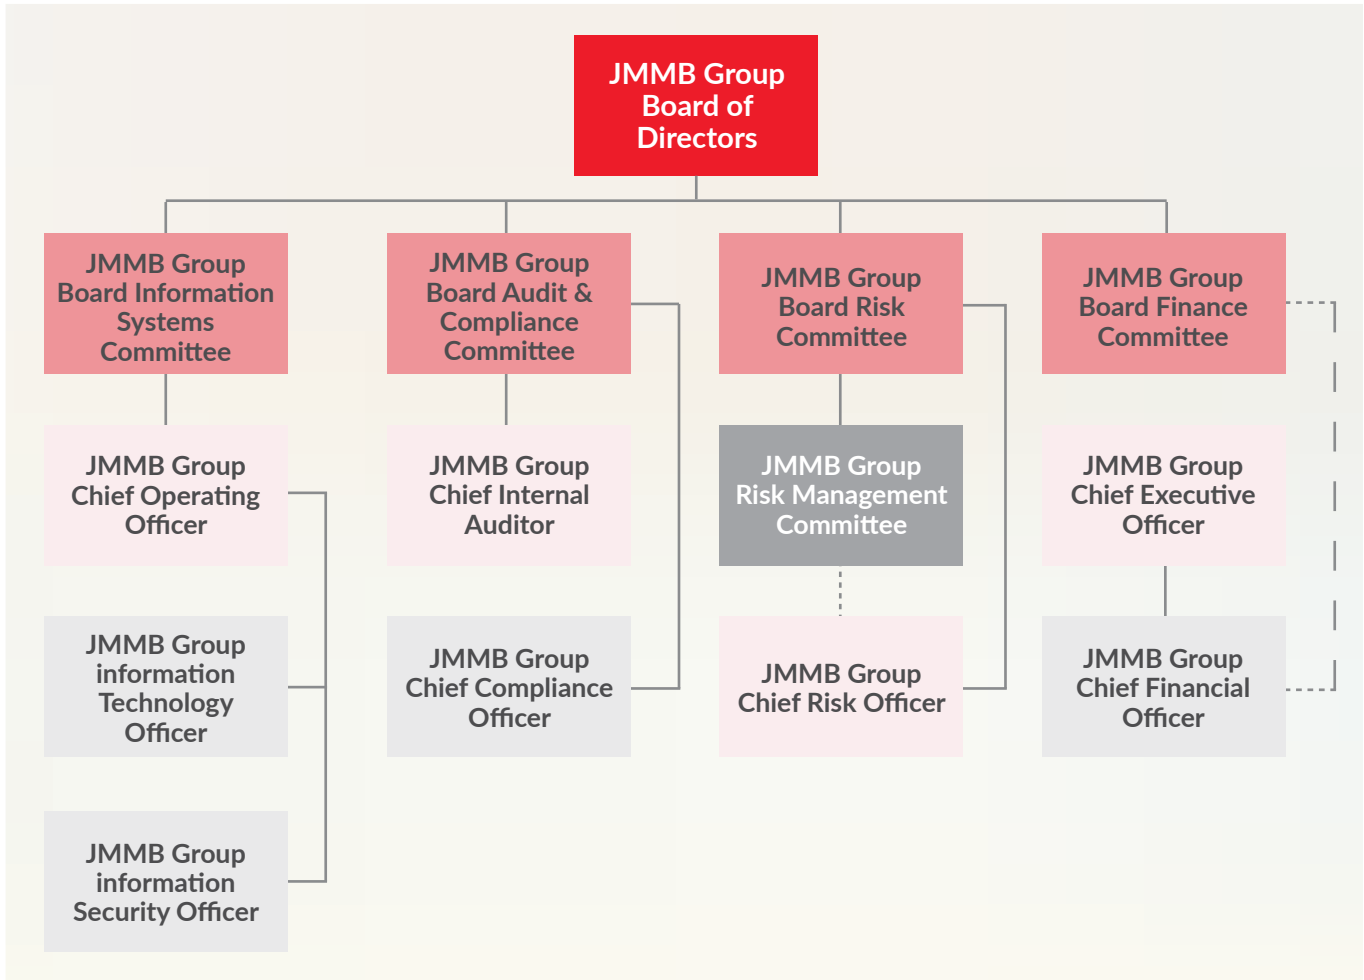 JMMB Group
Board of
Directors
JMMB Group
Board Information
Systems
Committee
JMMB Group
Board Audit &
Compliance
Committee
JMMB Group
Board Risk
Committee
JMMB Group
Board Finance
Committee
JMMB Group
Chief Operating
Officer
JMMB Group
Chief Internal
Auditor
JMMB Group
Risk Management
Committee
JMMB Group
Chief Executive
Officer
JMMB Group
information
Technology
Officer
JMMB Group
Chief Compliance
Officer
JMMB Group
Chief Risk Officer
JMMB Group
Chief Financial
Officer
JMMB Group
information
Security Officer